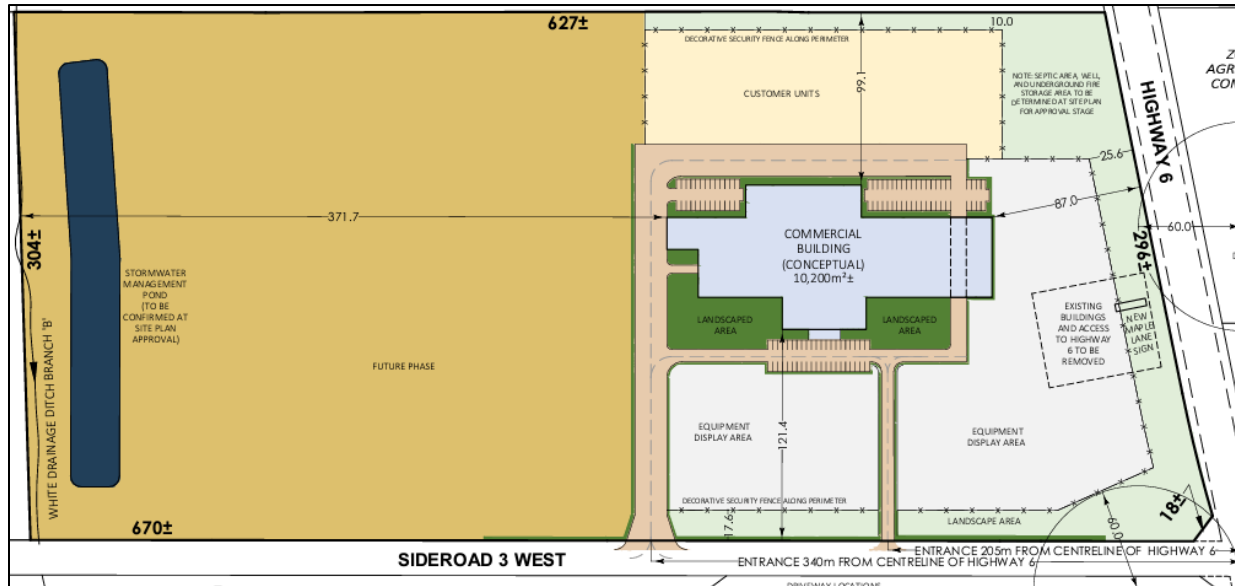 627±
10.0
DECORATIVE SECURITY FENCE ALONG PERIMETER
99.1
CUSTOMER UNITS
NOTE: SEPTIC AREA, WELL,
AND UNDERGROUND FIRE
STORAGE AREA TO BE
DETERMINED AT SITE PLAN
FOR APPROVAL STAGE
HIGHWAY 6
AGR
COM
25.6
371.7
87.0
60.0
296±
304±
COMMERCIAL
BUILDING
(CONCEPTUAL)
10,200m²±
STORMWATER
MANAGEMENT
POND
(TO BE
CONFIRMED AT
SITE PLAN
APPROVAL)
WHITE DRAINAGE DITCH BRANCH 'B'
FUTURE PHASE
LANDSCAPED
AREA
LANDSCAPED
AREA
EXISTING
BUILDINGS
AND ACCESS
TO HIGHWAY
6 TO BE
REMOVED
NEW
MAPLE
LANE
SIGN
EQUIPMENT
DISPLAY AREA
121.4
EQUIPMENT
DISPLAY AREA
DECORATIVE SECURITY FENCE ALONG PERIMETER
17.6
LANDSCAPE AREA
60.0
18±
670±
SIDEROAD 3 WEST
ENTRANCE 205m FROM CENTRELINE OF HIGHWAY 6
ENTRANCE 340m FROM CENTRELINE OF HIGHWAY 6
DRIVEWAY LOCATIONS